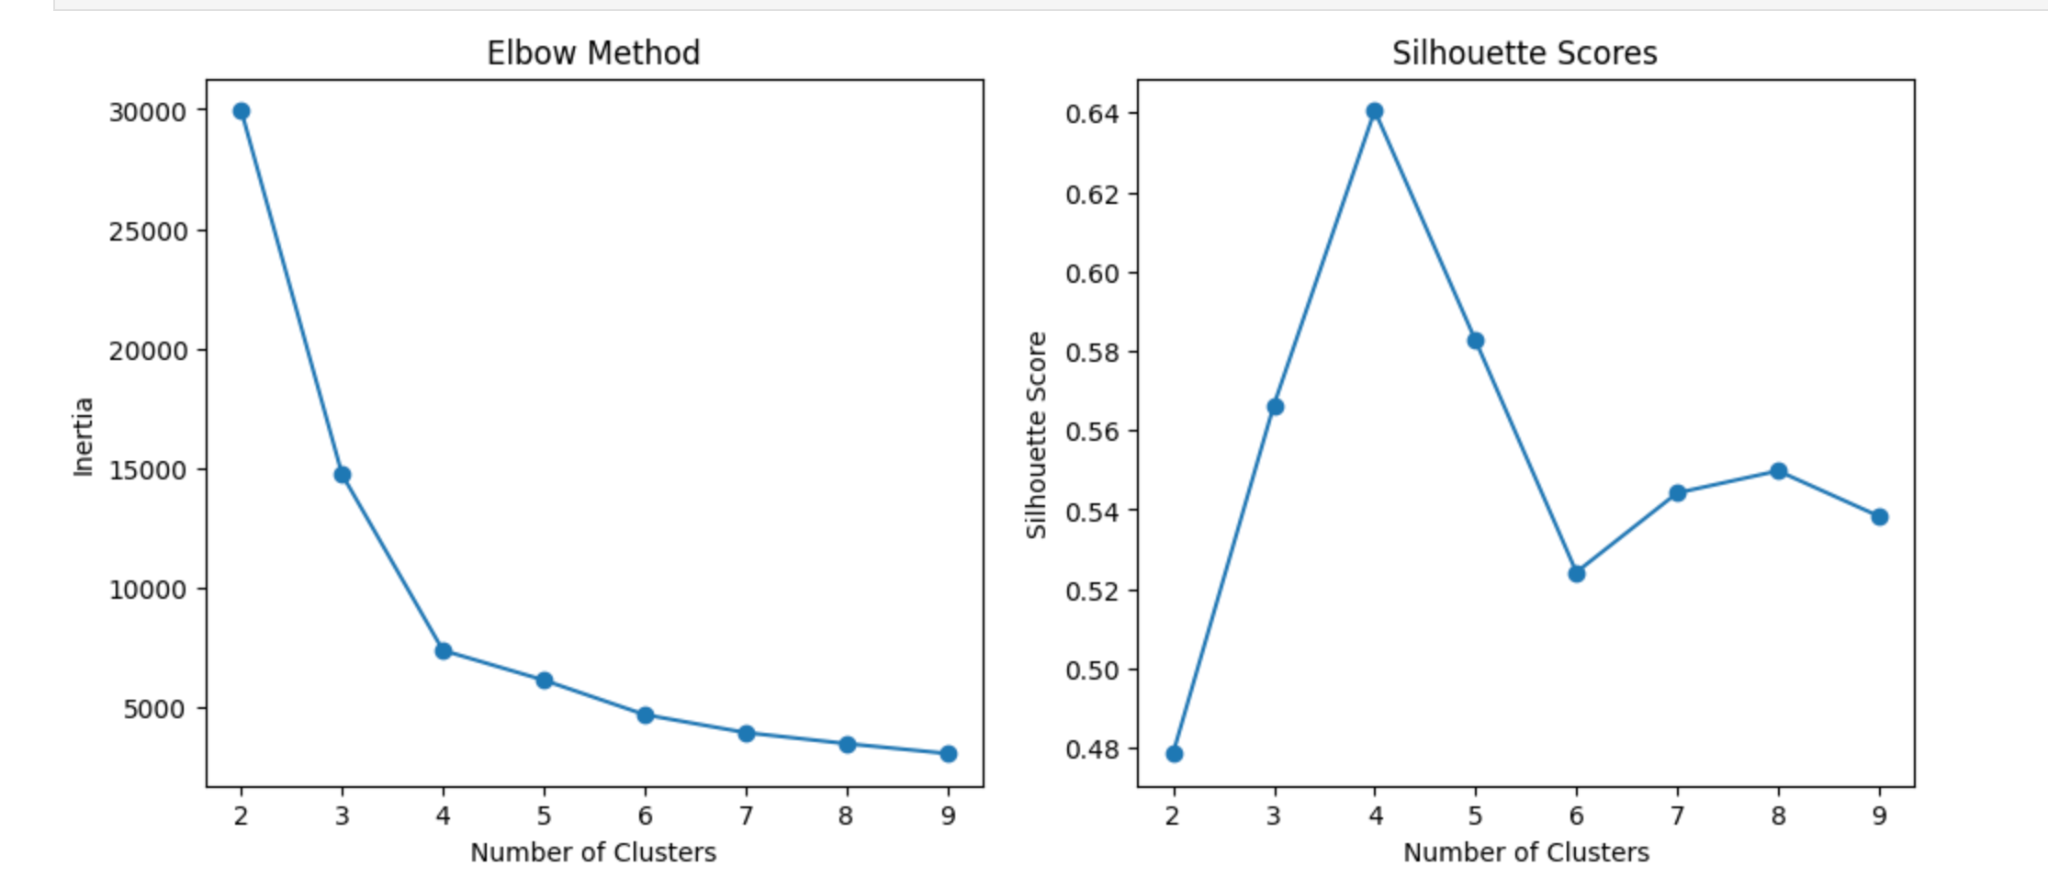 Elbow Method
30000
25000
20000
15000
10000
5000
Inertia
2 3 4 5 6 7 8 9
Number of Clusters
Silhouette Scores
0.64
0.62
0.60
0.58
0.56
0.54
0.52
0.50
0.48
Silhouette Score
2 3 4 5 6 7 8 9
Number of Clusters